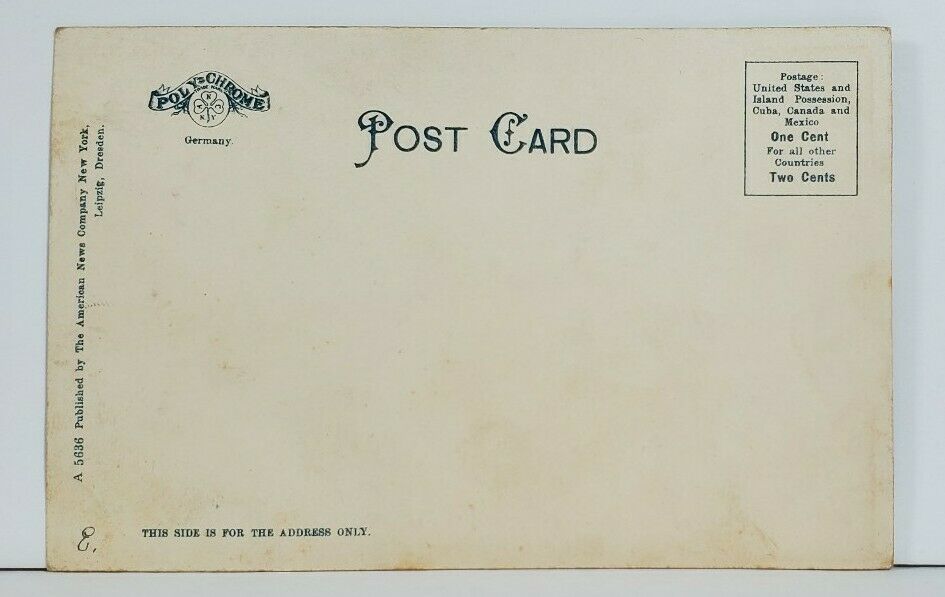 POLY-CHROME
TRADE MARK
Germany.
POST CARD
Postage:
United States and
Island Possession,
Cuba, Canada and
Mexico
One Cent
For all other
Countries
Two Cents
A 5636 Published by The American News Company New York,
Leipzig, Dresden.
E.
THIS SIDE IS FOR THE ADDRESS ONLY.